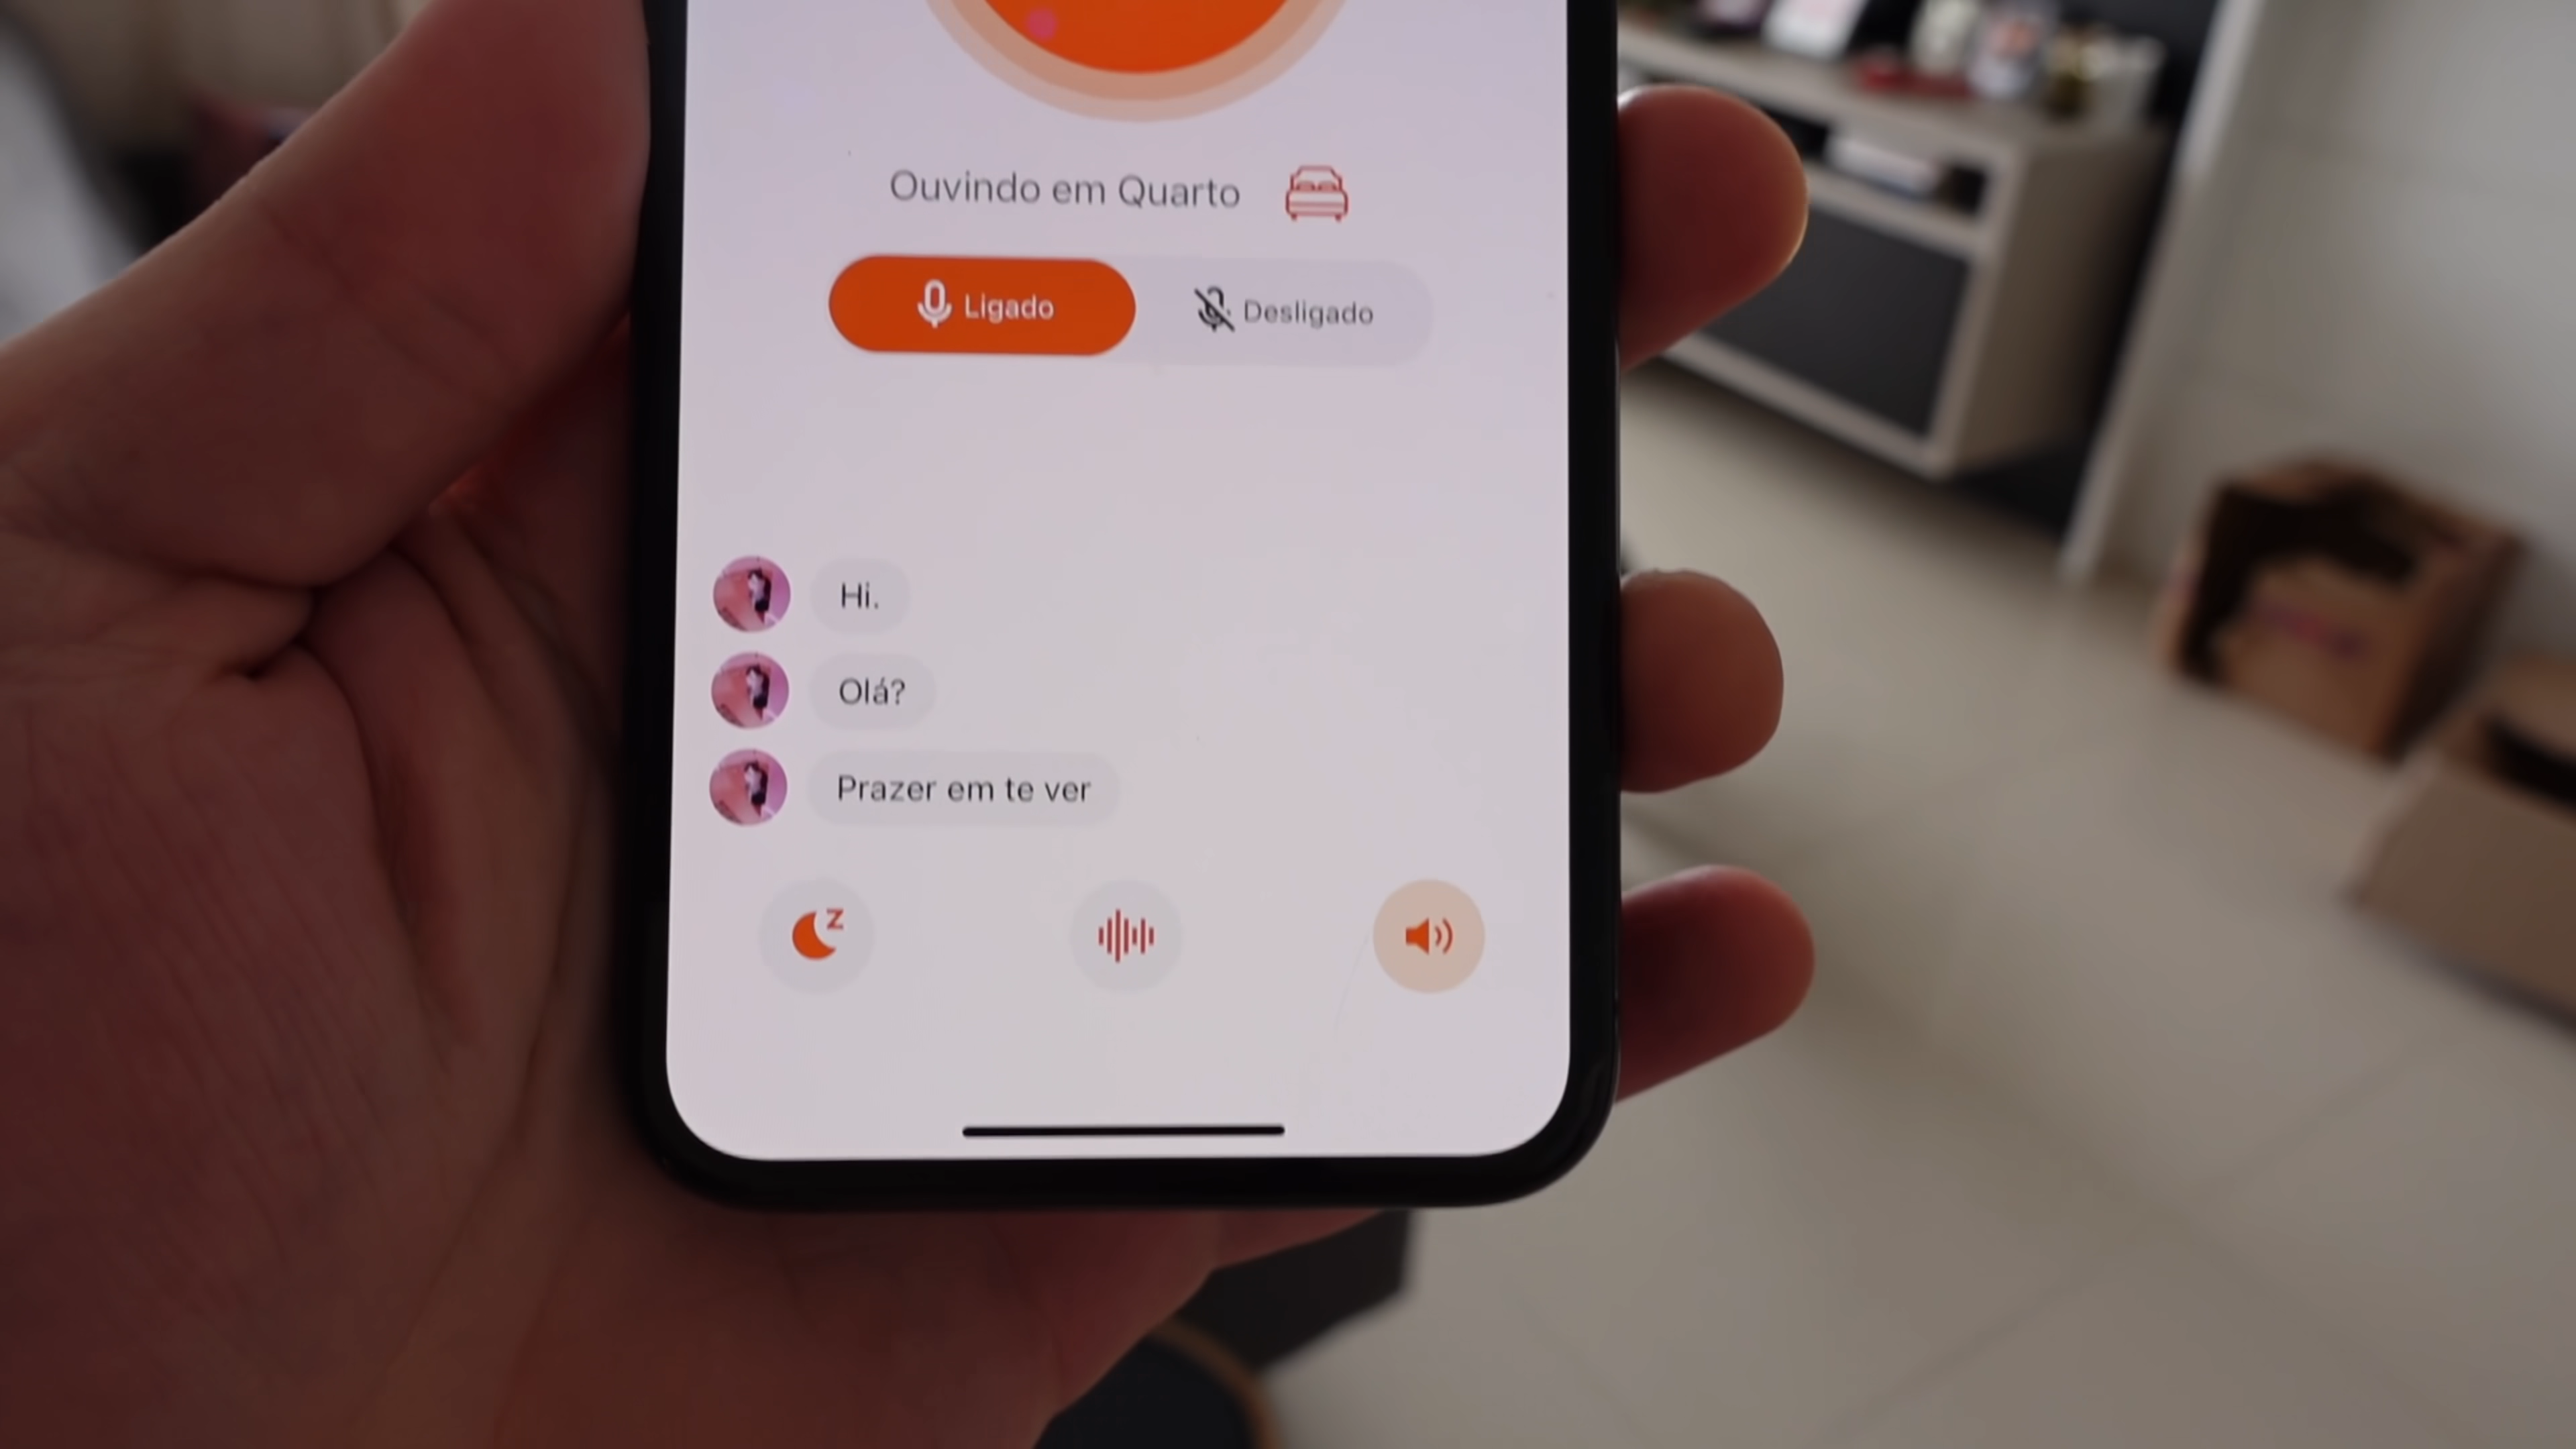 Ouvindo em Quarto
Ligado
Desligado
Hi.
Olá?
Prazer em te ver